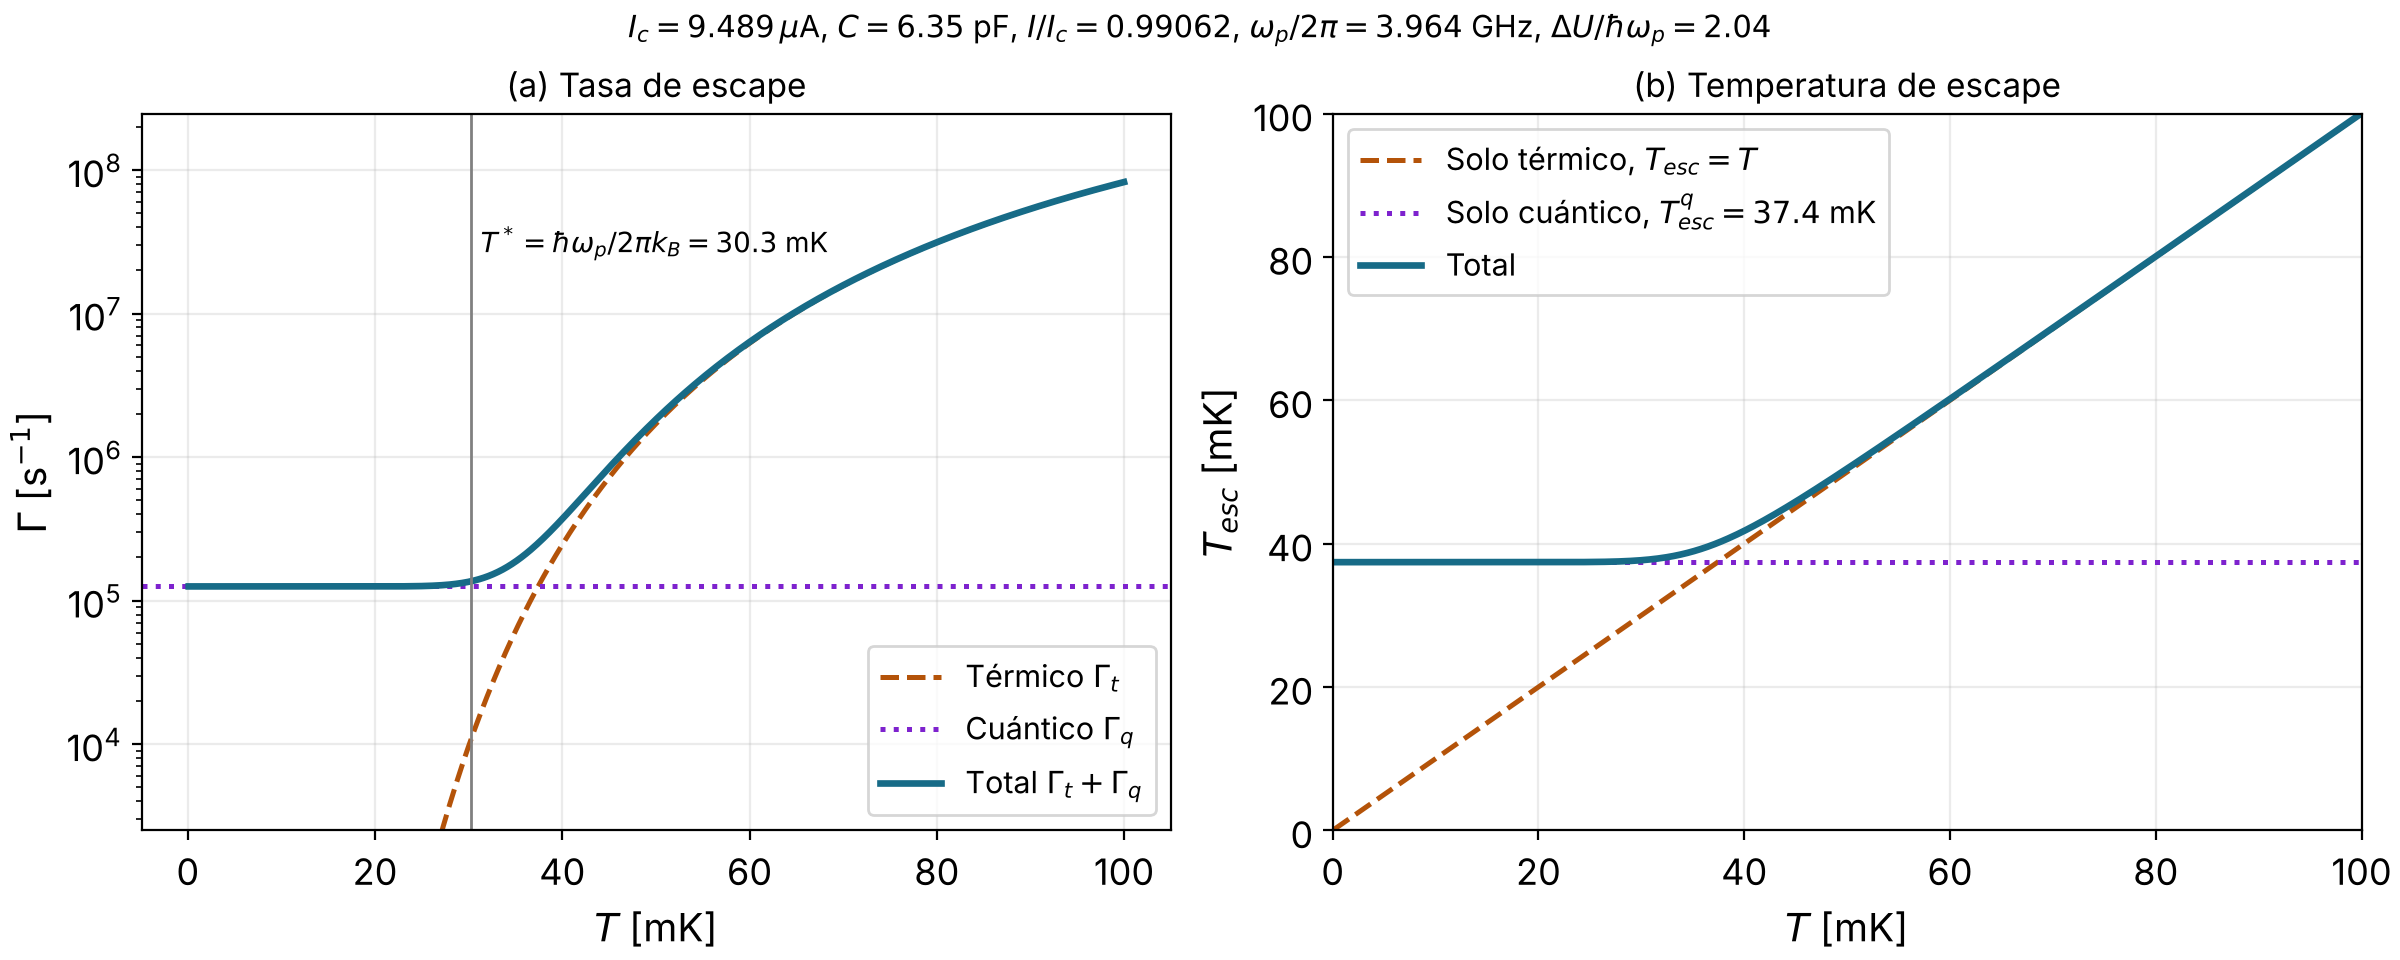 I_c = 9.489 μA, C = 6.35 pF, I/I_c = 0.99062, ω_p/2π = 3.964 GHz, ΔU/ħω_p = 2.04
(a) Tasa de escape
10^8
10^7
10^6
10^5
10^4
Γ [s^−1]
T^* = ħω_p/2πk_B = 30.3 mK
Térmico Γ_t
Cuántico Γ_q
Total Γ_t + Γ_q
0 20 40 60 80 100
T [mK]
(b) Temperatura de escape
100
80
60
40
20
0
T_esc [mK]
Solo térmico, T_esc = T
Solo cuántico, T_esc^q = 37.4 mK
Total
0 20 40 60 80 100
T [mK]